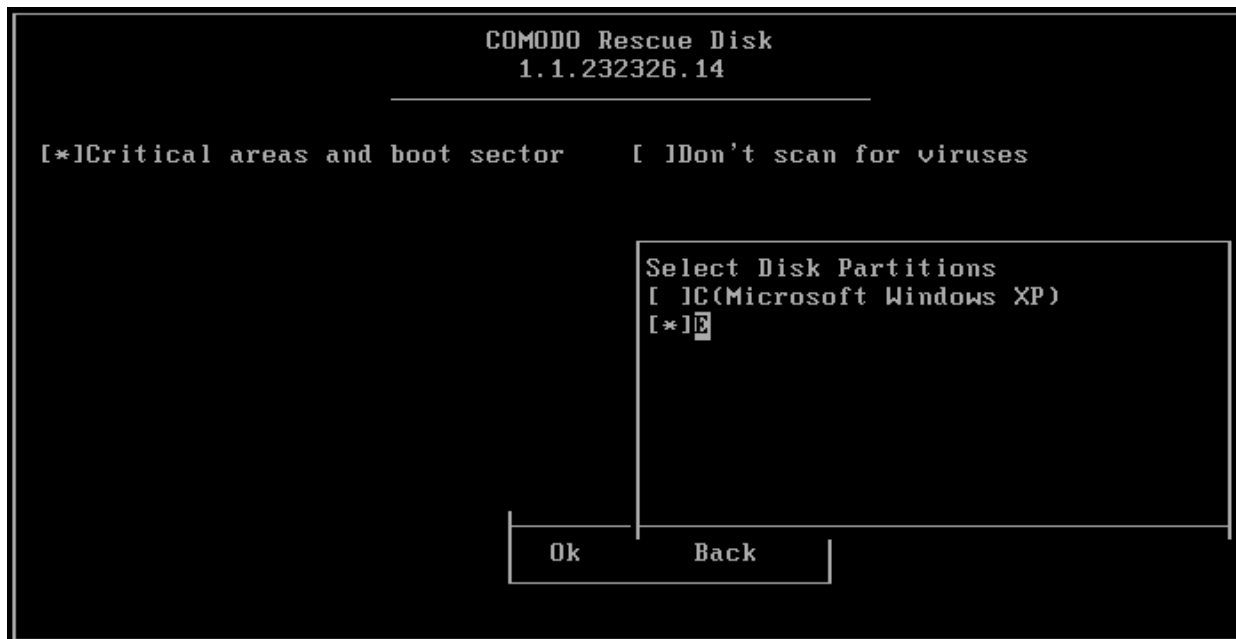 COMODO Rescue Disk
1.1.232326.14
[*]Critical areas and boot sector [ ]Don't scan for viruses
Select Disk Partitions
[ ]C(Microsoft Windows XP)
[*]E
Ok Back